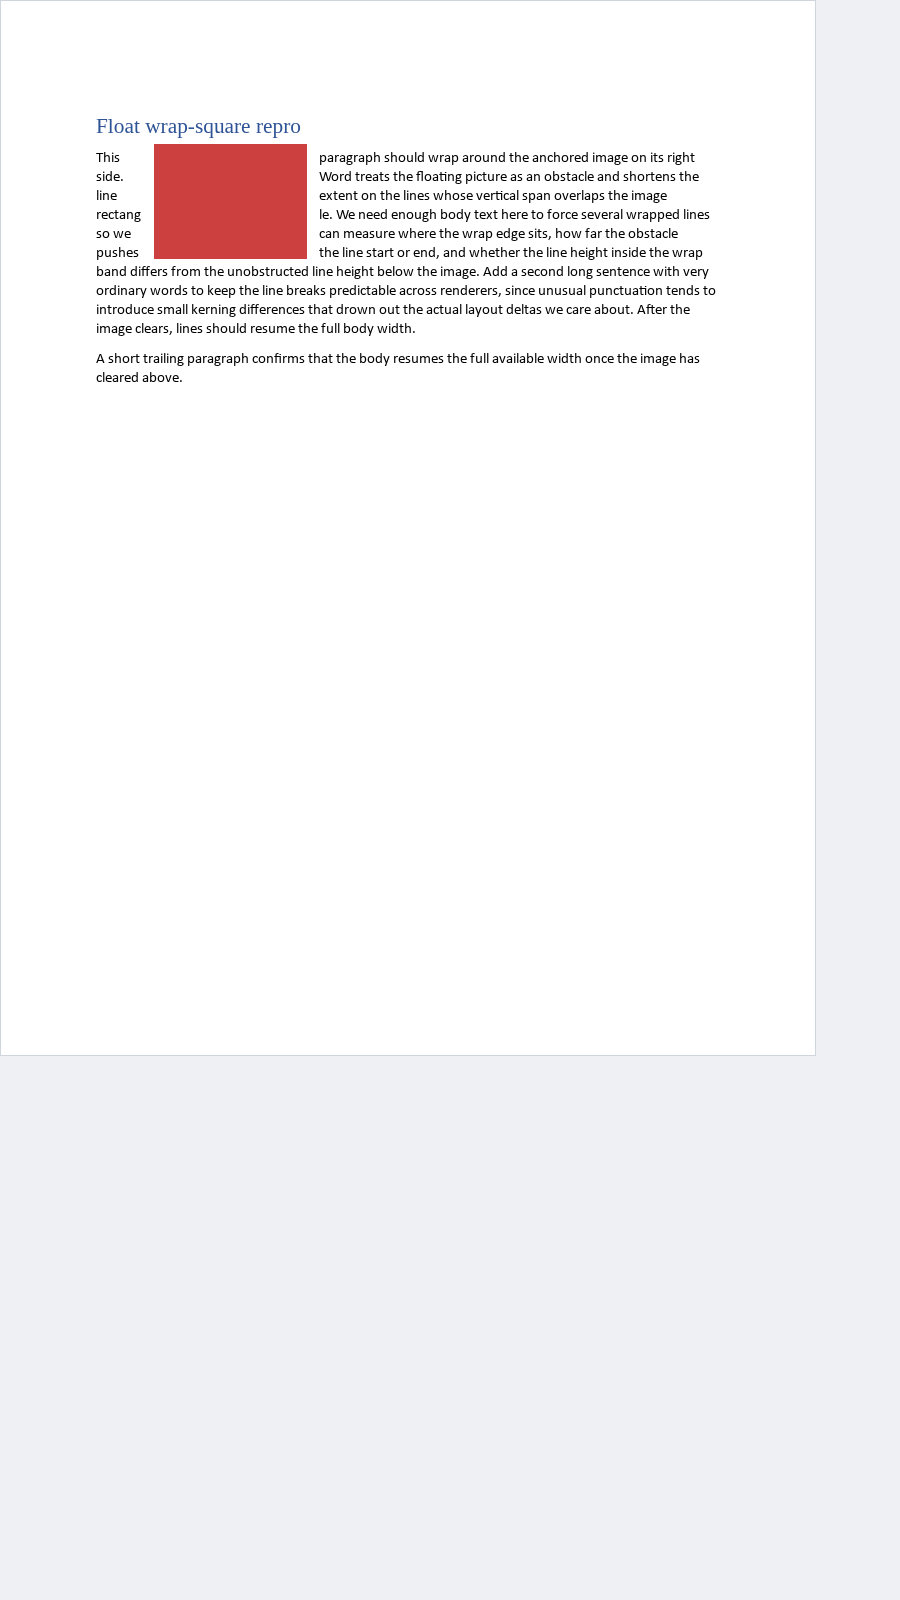 Float wrap-square repro
This paragraph should wrap around the anchored image on its right
side. Word treats the floating picture as an obstacle and shortens the
line extent on the lines whose vertical span overlaps the image
rectang le. We need enough body text here to force several wrapped lines
so we can measure where the wrap edge sits, how far the obstacle
pushes the line start or end, and whether the line height inside the wrap
band differs from the unobstructed line height below the image. Add a second long sentence with very
ordinary words to keep the line breaks predictable across renderers, since unusual punctuation tends to
introduce small kerning differences that drown out the actual layout deltas we care about. After the
image clears, lines should resume the full body width.
A short trailing paragraph confirms that the body resumes the full available width once the image has
cleared above.